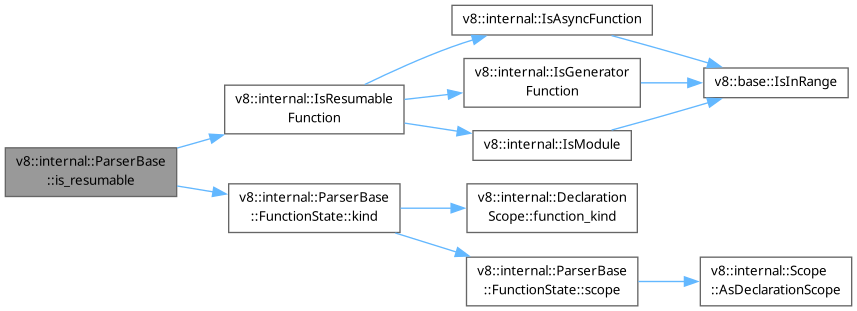 v8::internal::IsAsyncFunction
v8::internal::IsGenerator
Function
v8::base::IsInRange
v8::internal::IsResumable
Function
v8::internal::IsModule
v8::internal::ParserBase
::is_resumable
v8::internal::ParserBase
::FunctionState::kind
v8::internal::Declaration
Scope::function_kind
v8::internal::ParserBase
::FunctionState::scope
v8::internal::Scope
::AsDeclarationScope